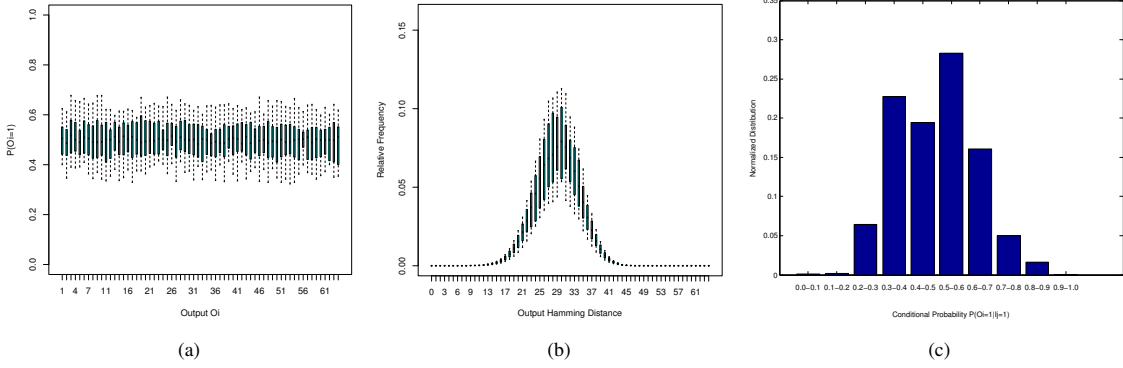 1.0
0.8
0.6
0.4
0.2
0.0
P(Oi=1)
1 4 7 11 16 21 26 31 36 41 46 51 56 61
Output Oi
(a)
0.15
0.10
0.05
0.00
Relative Frequency
0 3 6 9 13 17 21 25 29 33 37 41 45 49 53 57 61
Output Hamming Distance
(b)
0.35
0.3
0.25
0.2
0.15
0.1
0.05
0
Normalized Distribution
0.0−0.1 0.1−0.2 0.2−0.3 0.3−0.4 0.4−0.5 0.5−0.6 0.6−0.7 0.7−0.8 0.8−0.9 0.9−1.0
Conditional Probability P(Oi=1|Ij=1)
(c)